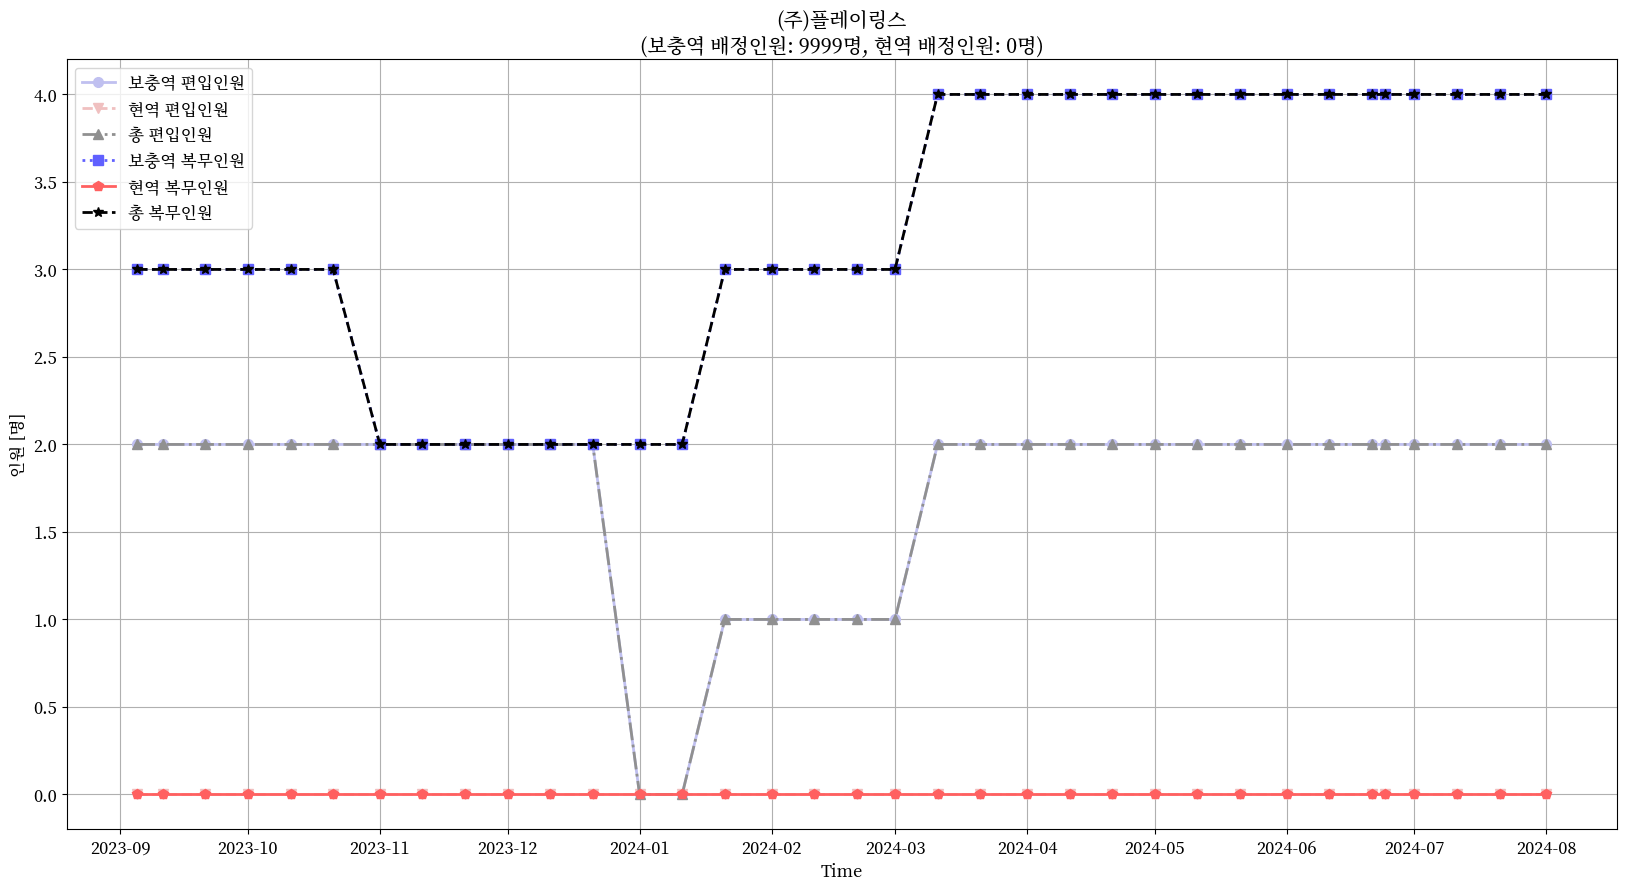 (주)플레이링스
(보충역 배정인원: 9999명, 현역 배정인원: 0명)
보충역 편입인원
현역 편입인원
총 편입인원
보충역 복무인원
현역 복무인원
총 복무인원
4.0
3.5
3.0
2.5
2.0
1.5
1.0
0.5
0.0
인원 [명]
2023-09 2023-10 2023-11 2023-12 2024-01 2024-02 2024-03 2024-04 2024-05 2024-06 2024-07 2024-08
Time